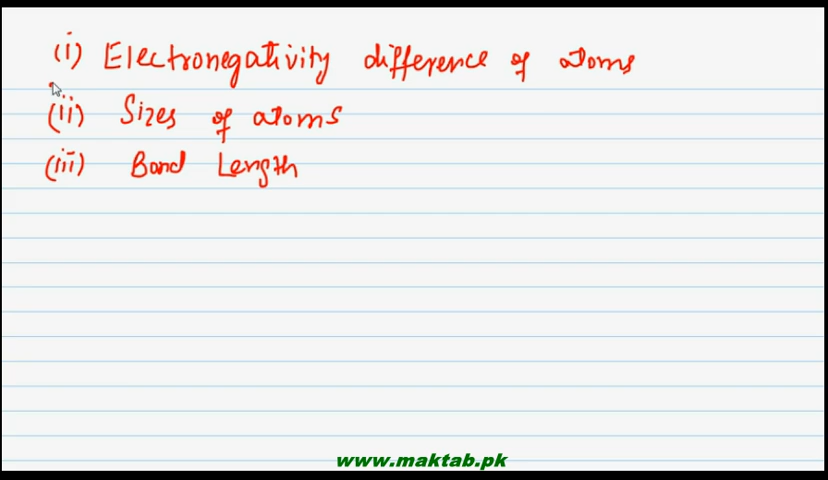 (i) Electronegativity difference of atoms
(ii) Sizes of atoms
(iii) Bond Length
www.maktab.pk